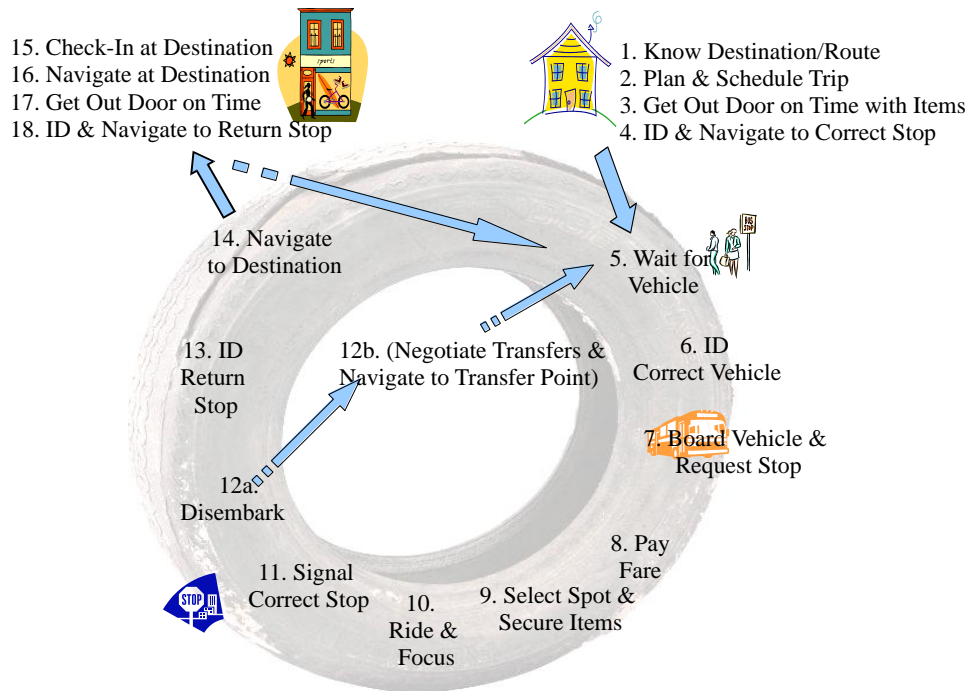 1. Know Destination/Route
2. Plan & Schedule Trip
3. Get Out Door on Time with Items
4. ID & Navigate to Correct Stop
5. Wait for
Vehicle
BUS
STOP
6. ID
Correct Vehicle
7. Board Vehicle &
Request Stop
8. Pay
Fare
9. Select Spot &
Secure Items
10.
Ride &
Focus
11. Signal
Correct Stop
STOP
12a.
Disembark
12b. (Negotiate Transfers &
Navigate to Transfer Point)
13. ID
Return
Stop
14. Navigate
to Destination
15. Check-In at Destination
16. Navigate at Destination
17. Get Out Door on Time
18. ID & Navigate to Return Stop
sports